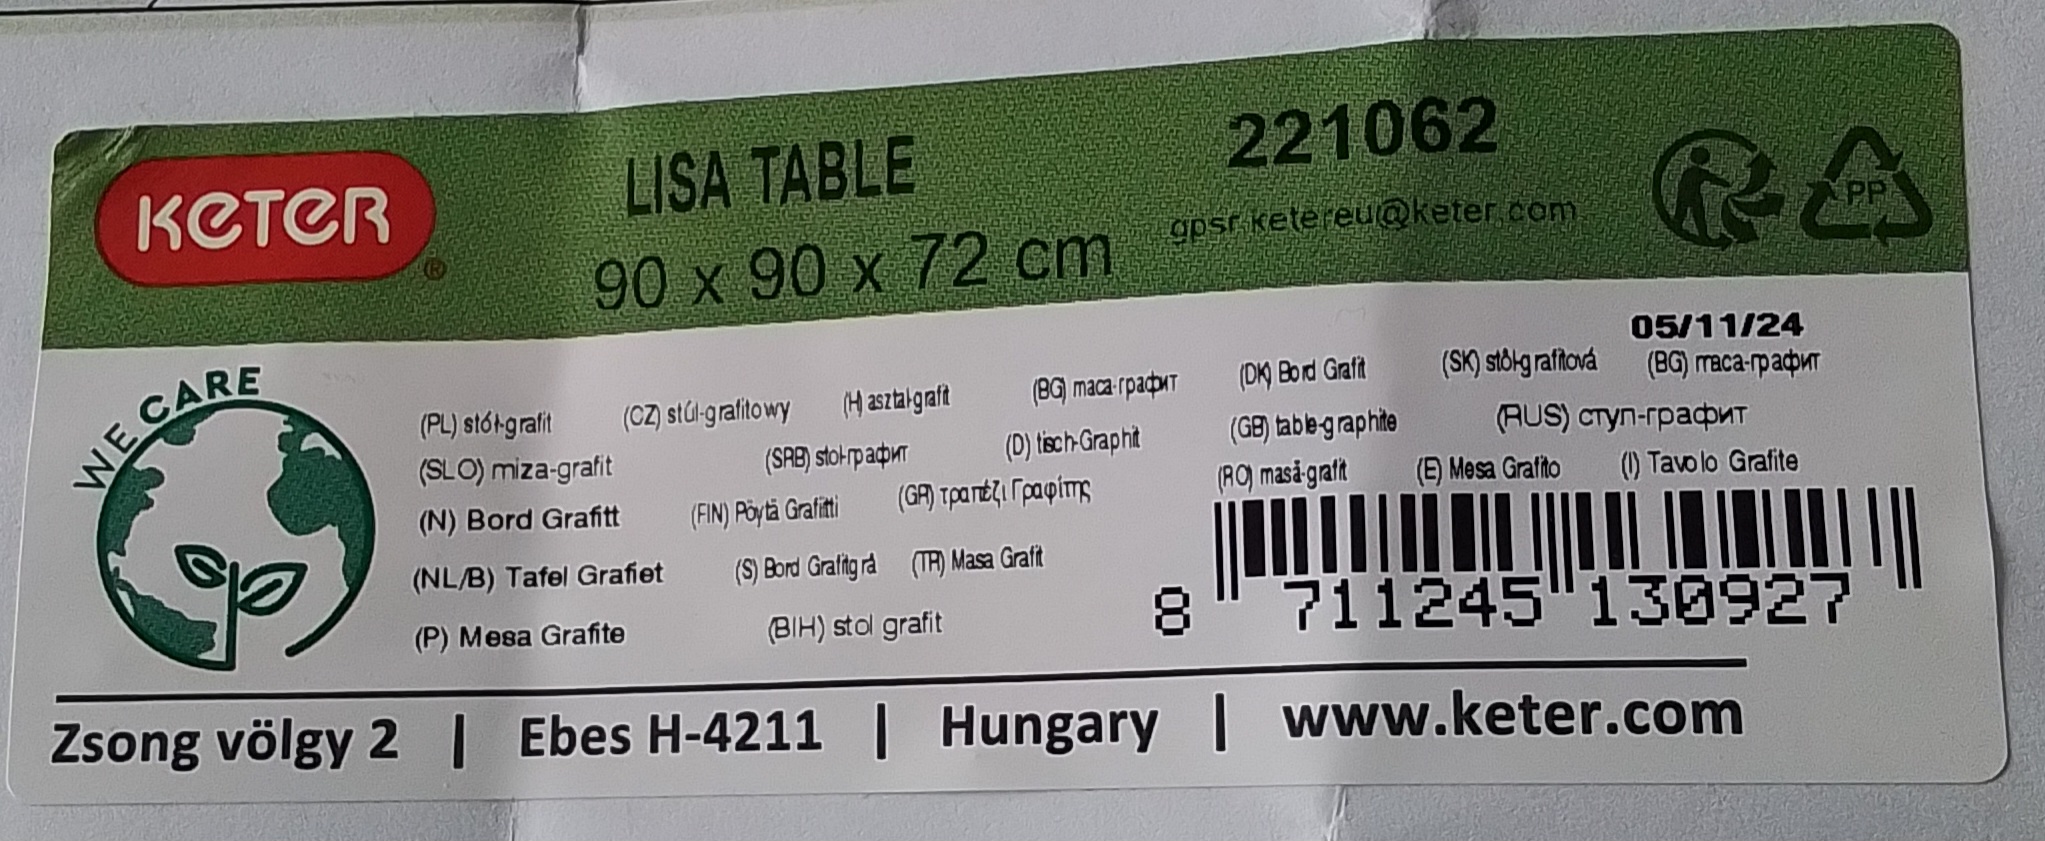 KETER
LISA TABLE
221062
90 x 90 x 72 cm
gpsr.ketereu@keter.com
PP
WE CARE
05/11/24
(PL) stół-grafit (CZ) stůl-grafitowy (H) asztal-grafit (BG) маса-графит (DK) Bord Grafit (SK) stôl-grafitová (BG) маса-графит
(SLO) miza-grafit (SRB) stol-графит (D) tisch-Graphit (GB) table-graphite (RUS) стул-графит
(N) Bord Grafitt (FIN) Pöytä Grafiitti (GR) τραπέζι Γραφίτης (RO) masă-grafit (E) Mesa Grafito (I) Tavolo Grafite
(NL/B) Tafel Grafiet (S) Bord Grafitgrå (TR) Masa Grafit
(P) Mesa Grafite (BIH) stol grafit
8 711245 130927
Zsong völgy 2 | Ebes H-4211 | Hungary | www.keter.com